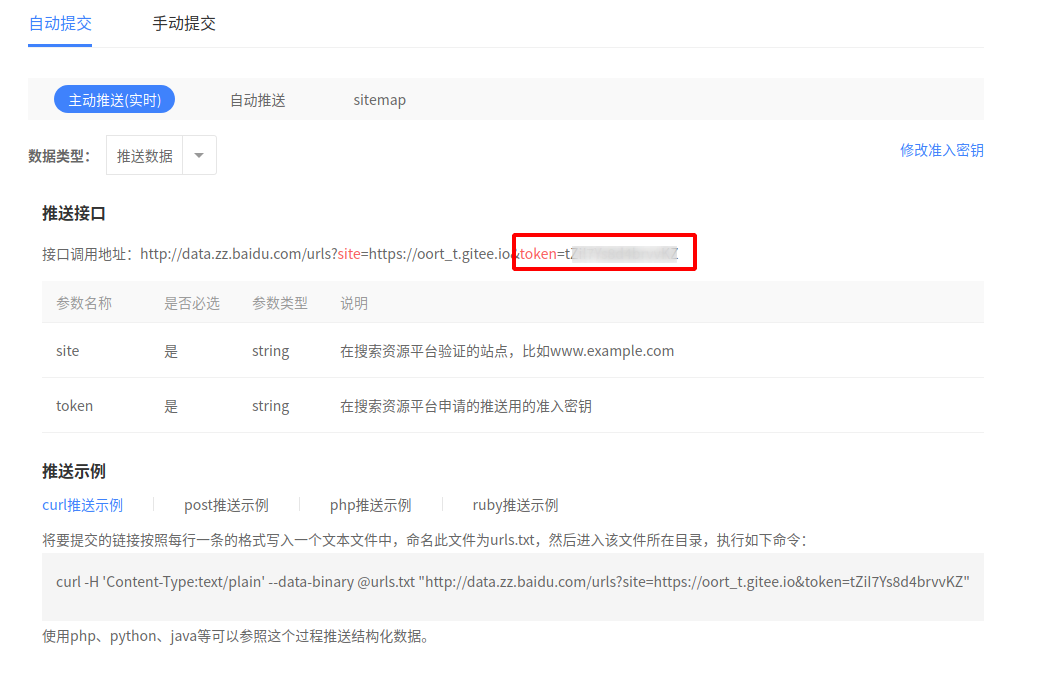 自动提交 手动提交
主动推送(实时) 自动推送 sitemap
数据类型： 推送数据 修改准入密钥
推送接口
接口调用地址：http://data.zz.baidu.com/urls?site=https://oort_t.gitee.io&token=t
参数名称 是否必选 参数类型 说明
site 是 string 在搜索资源平台验证的站点，比如www.example.com
token 是 string 在搜索资源平台申请的推送用的准入密钥
推送示例
curl推送示例 post推送示例 php推送示例 ruby推送示例
将要提交的链接按照每行一条的格式写入一个文本文件中，命名此文件为urls.txt，然后进入该文件所在目录，执行如下命令：
curl -H 'Content-Type:text/plain' --data-binary @urls.txt "http://data.zz.baidu.com/urls?site=https://oort_t.gitee.io&token=tZiI7Ys8d4brvvKZ"
使用php、python、java等可以参照这个过程推送结构化数据。